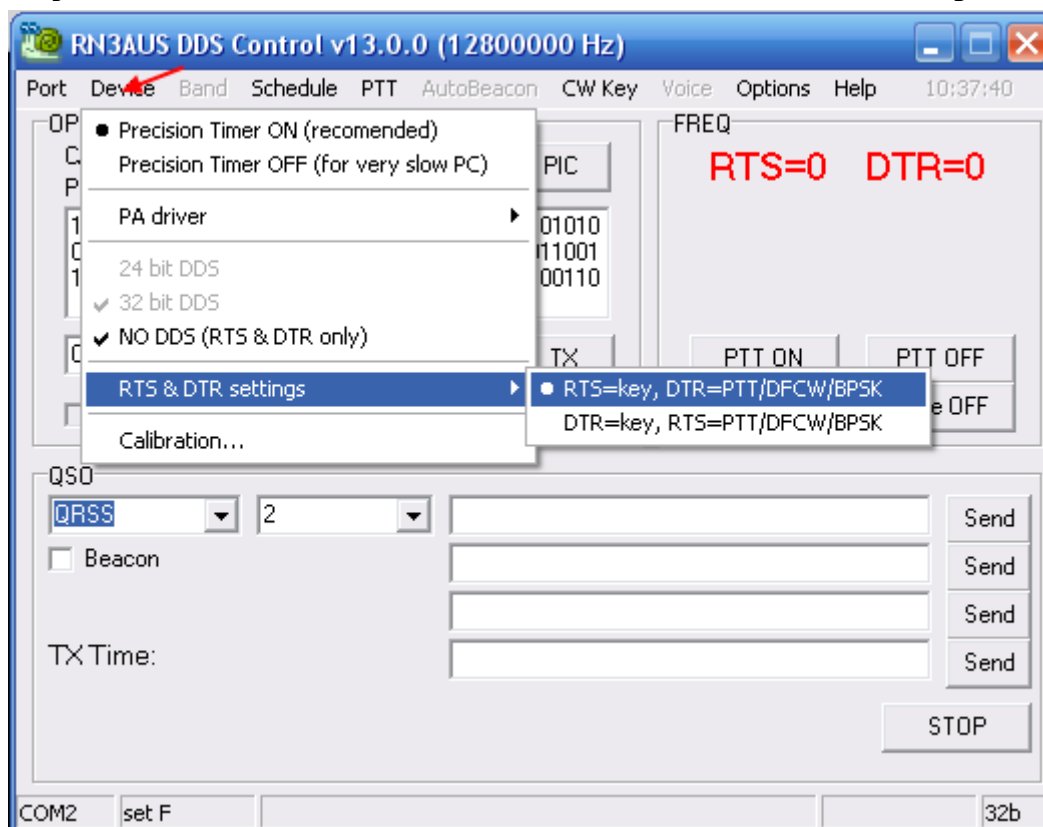 RN3AUS DDS Control v13.0.0 (12800000 Hz)
Port Device Band Schedule PTT AutoBeacon CW Key Voice Options Help 10:37:40
FREQ
Precision Timer ON (recomended)
Precision Timer OFF (for very slow PC)
PIC
RTS=0 DTR=0
PA driver
01010
11001
00110
24 bit DDS
32 bit DDS
NO DDS (RTS & DTR only)
TX
PTT ON
PTT OFF
RTS & DTR settings
RTS=key, DTR=PTT/DFCW/BPSK
DTR=key, RTS=PTT/DFCW/BPSK
e OFF
Calibration...
QSO
QRSS
2
Send
Beacon
Send
Send
TX Time:
Send
STOP
COM2
set F
32b